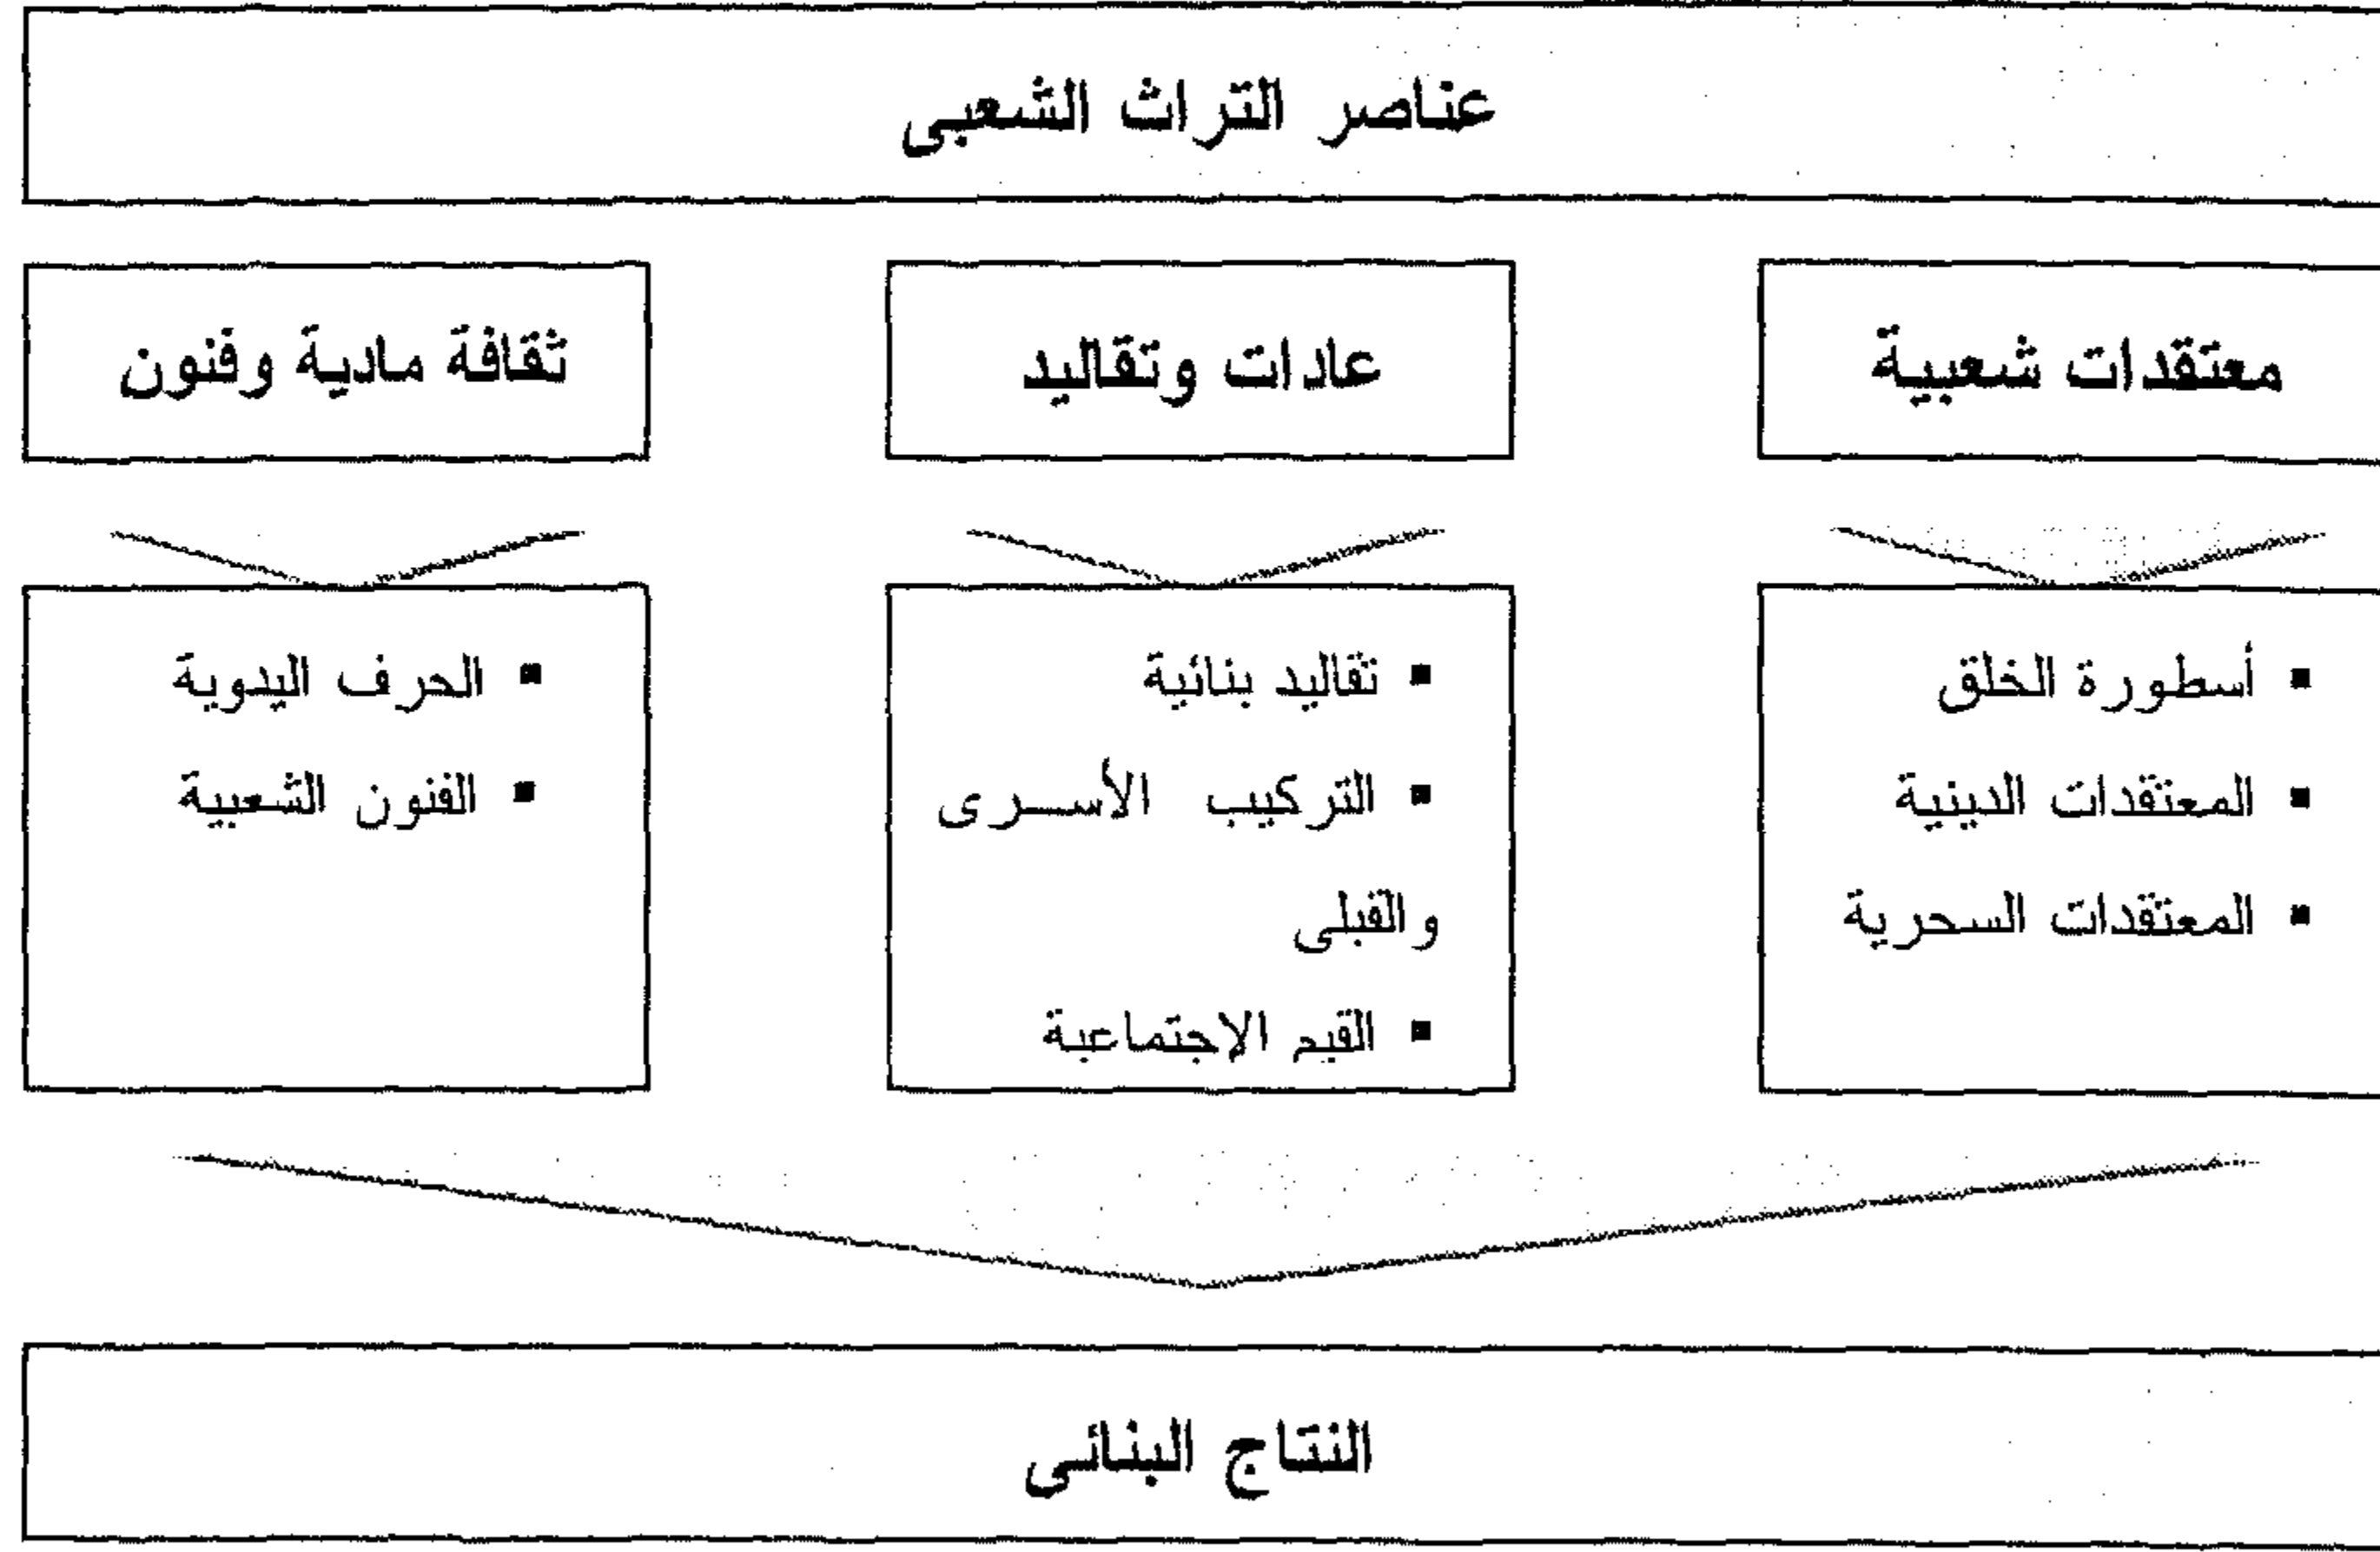 عناصر التراث الشعبى
معتقدات شعبية
عادات وتقاليد
ثقافة مادية وفنون
▪ أسطورة الخلق
▪ المعتقدات الدينية
▪ المعتقدات السحرية
▪ تقاليد بنائية
▪ التركيب الأســرى
والقبلى
▪ القيم الاجتماعية
▪ الحرف اليدوية
▪ الفنون الشعبية
النتاج البنائى